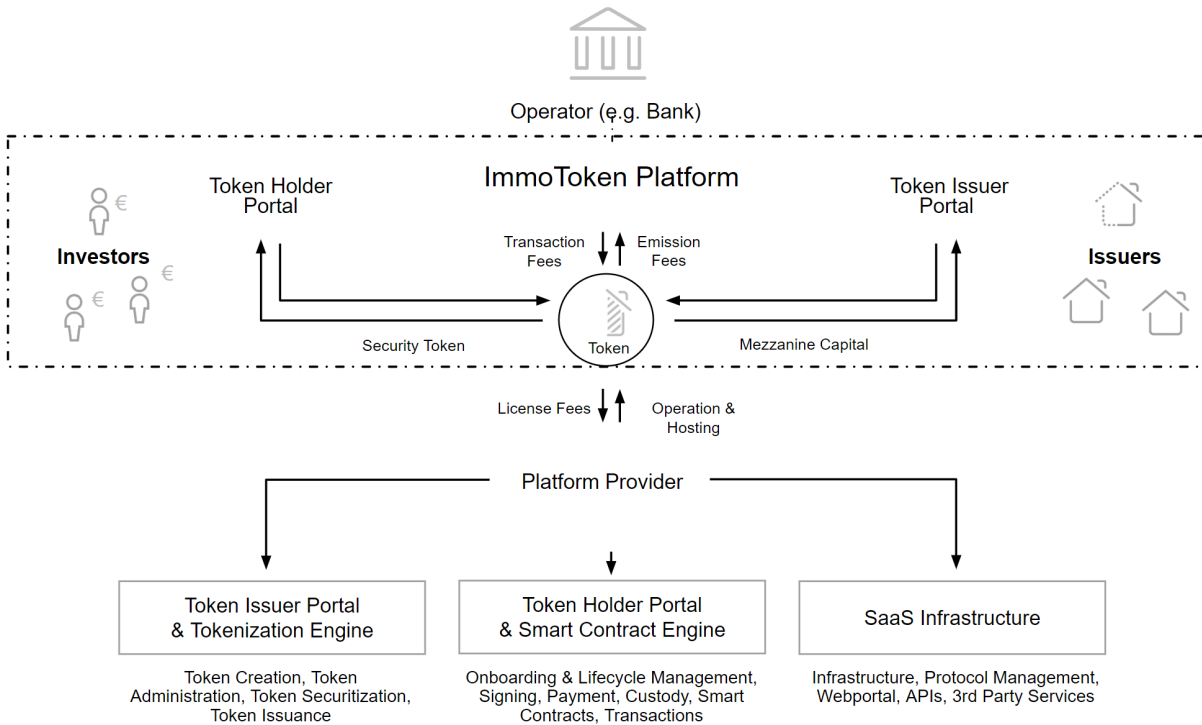 Operator (e.g. Bank)
ImmoToken Platform
Token Holder
Portal
Token Issuer
Portal
€
Investors
€
€
Issuers
Transaction
Fees
Emission
Fees
Token
Security Token
Mezzanine Capital
License Fees
Operation &
Hosting
Platform Provider
Token Issuer Portal
& Tokenization Engine
Token Holder Portal
& Smart Contract Engine
SaaS Infrastructure
Token Creation, Token
Administration, Token Securitization,
Token Issuance
Onboarding & Lifecycle Management,
Signing, Payment, Custody, Smart
Contracts, Transactions
Infrastructure, Protocol Management,
Webportal, APIs, 3rd Party Services